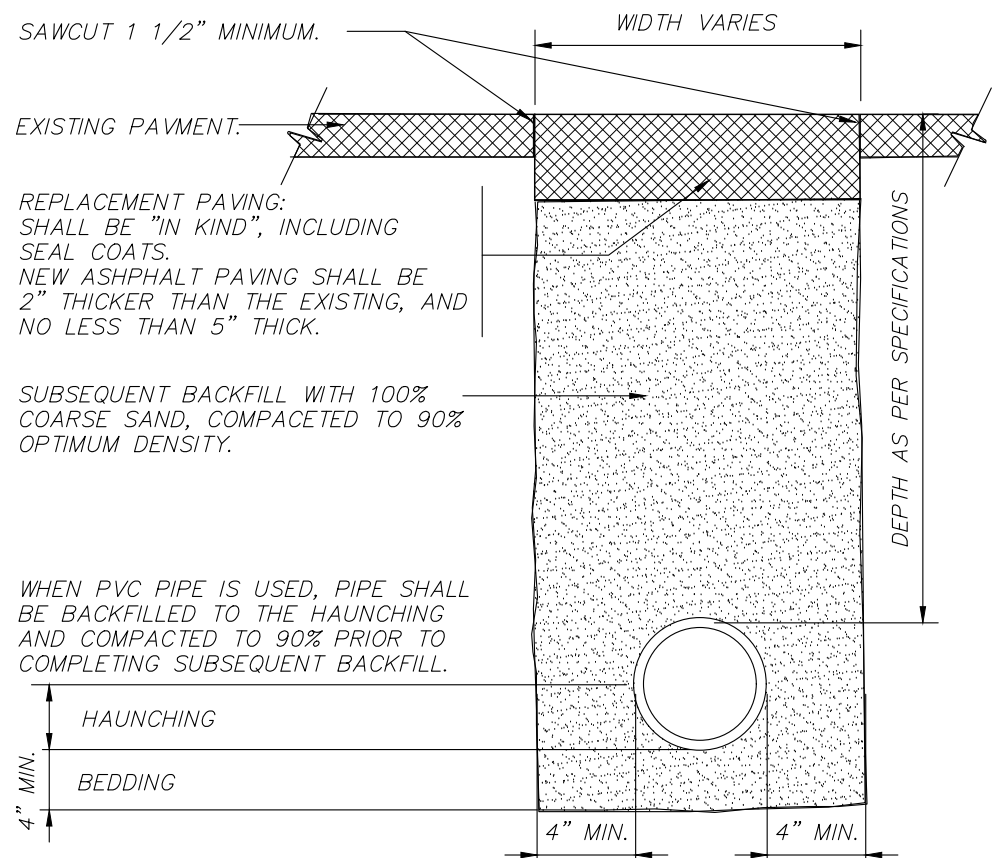 SAWCUT 1 1/2" MINIMUM.
WIDTH VARIES
EXISTING PAVMENT.
REPLACEMENT PAVING:
SHALL BE "IN KIND", INCLUDING
SEAL COATS.
NEW ASHPHALT PAVING SHALL BE
2" THICKER THAN THE EXISTING, AND
NO LESS THAN 5" THICK.
DEPTH AS PER SPECIFICATIONS
SUBSEQUENT BACKFILL WITH 100%
COARSE SAND, COMPACETED TO 90%
OPTIMUM DENSITY.
WHEN PVC PIPE IS USED, PIPE SHALL
BE BACKFILLED TO THE HAUNCHING
AND COMPACTED TO 90% PRIOR TO
COMPLETING SUBSEQUENT BACKFILL.
HAUNCHING
BEDDING
4" MIN.
4" MIN.
4" MIN.